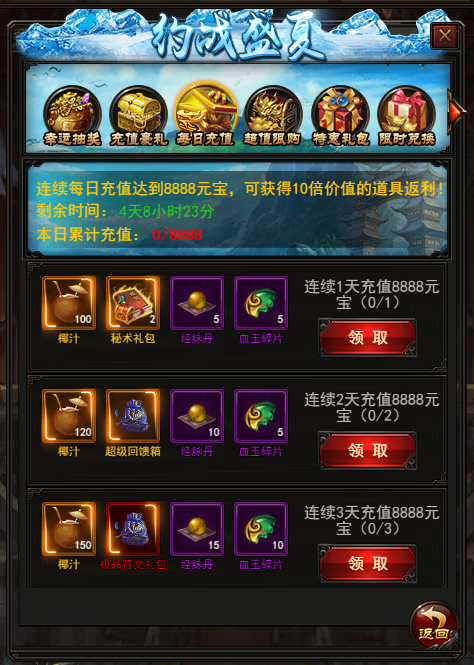 约战盛夏
幸运抽奖 充值豪礼 每日充值 超值限购 特惠礼包 限时兑换
连续每日充值达到8888元宝，可获得10倍价值的道具返利！
剩余时间： 4天8小时23分
本日累计充值： 0/8888
100 2 5 5
椰汁 秘术礼包 经脉丹 血玉碎片
连续1天充值8888元
宝（0/1）
领取
120 10 5
椰汁 超级回馈箱 经脉丹 血玉碎片
连续2天充值8888元
宝（0/2）
领取
150 15 10
椰汁 极品符文礼包 经脉丹 血玉碎片
连续3天充值8888元
宝（0/3）
领取
返回